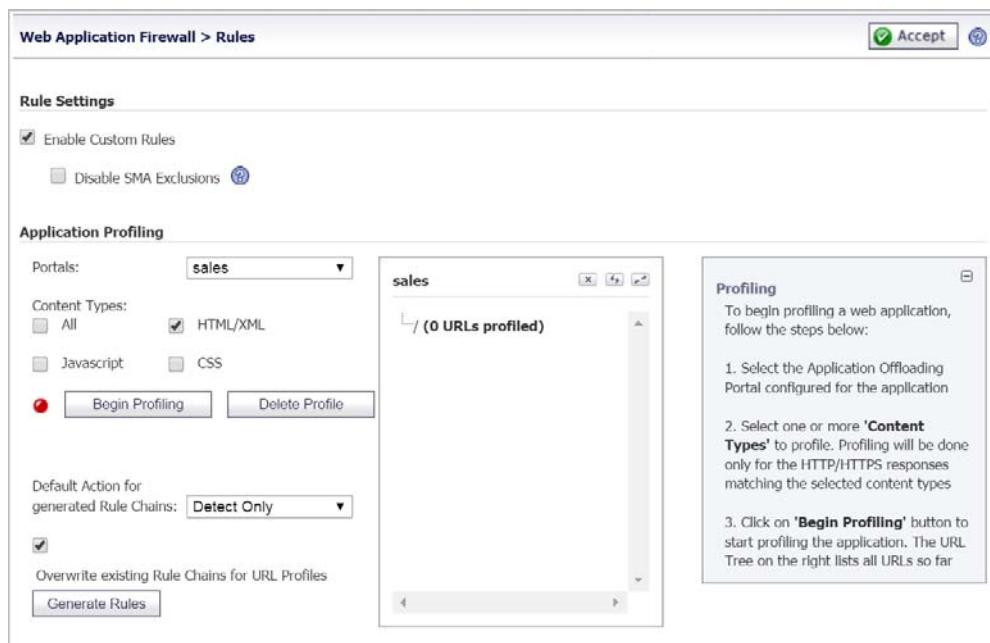 Web Application Firewall > Rules
Accept
Rule Settings
Enable Custom Rules
Disable SMA Exclusions
Application Profiling
Portals:
sales
Content Types:
All
HTML/XML
Javascript
CSS
Begin Profiling
Delete Profile
Default Action for
generated Rule Chains:
Detect Only
Overwrite existing Rule Chains for URL Profiles
Generate Rules
sales
/ (0 URLs profiled)
Profiling
To begin profiling a web application,
follow the steps below:
1. Select the Application Offloading
Portal configured for the application
2. Select one or more 'Content
Types' to profile. Profiling will be done
only for the HTTP/HTTPS responses
matching the selected content types
3. Click on 'Begin Profiling' button to
start profiling the application. The URL
Tree on the right lists all URLs so far